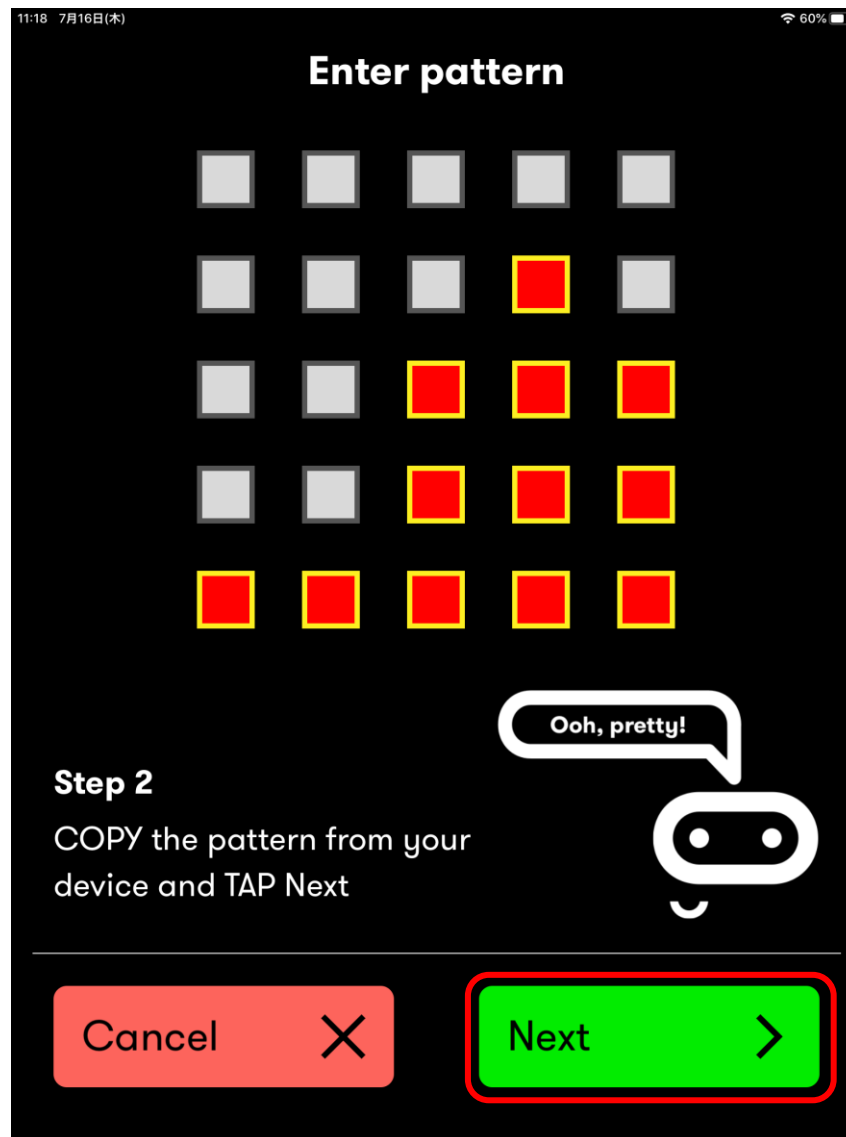 11:18 7月16日(木) 60%
Enter pattern
Ooh, pretty!
Step 2
COPY the pattern from your
device and TAP Next
Cancel
Next